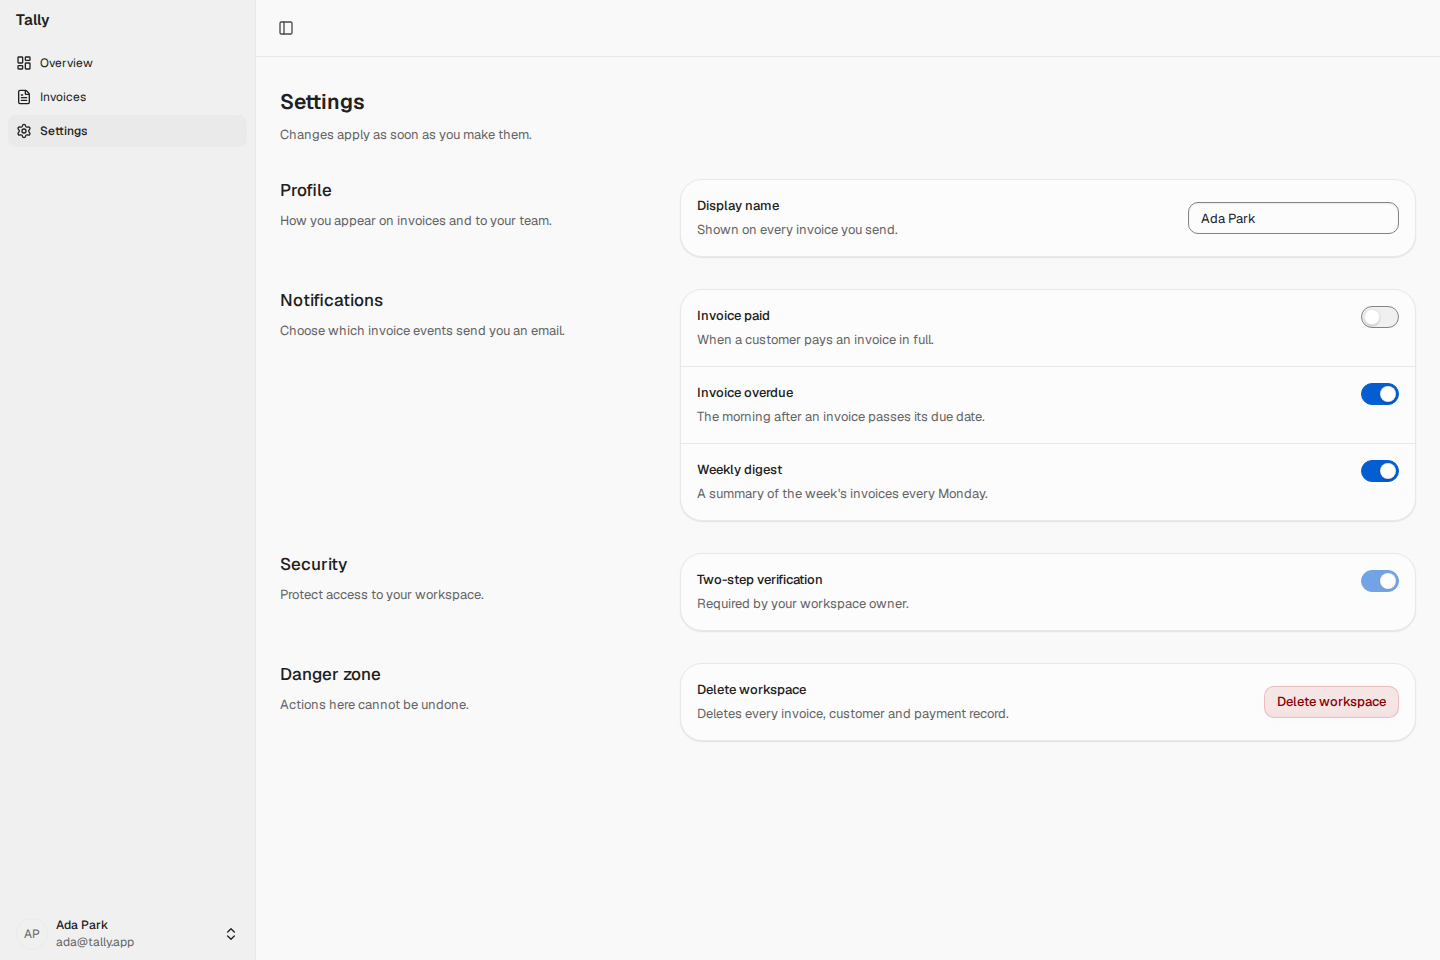 Tally
Overview
Invoices
Settings
AP
Ada Park
ada@tally.app
Settings
Changes apply as soon as you make them.
Profile
How you appear on invoices and to your team.
Display name
Shown on every invoice you send.
Ada Park
Notifications
Choose which invoice events send you an email.
Invoice paid
When a customer pays an invoice in full.
Invoice overdue
The morning after an invoice passes its due date.
Weekly digest
A summary of the week's invoices every Monday.
Security
Protect access to your workspace.
Two-step verification
Required by your workspace owner.
Danger zone
Actions here cannot be undone.
Delete workspace
Deletes every invoice, customer and payment record.
Delete workspace